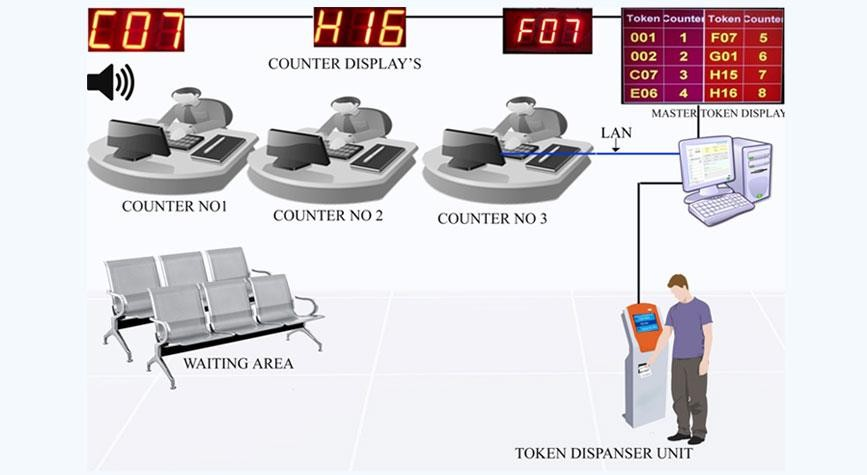 C07
H16
F07
Token Counter Token Counter
001 1 F07 5
002 2 G01 6
C07 3 H15 7
E06 4 H16 8
COUNTER DISPLAY'S
MASTER TOKEN DISPLAY
LAN
COUNTER NO1
COUNTER NO 2
COUNTER NO 3
WAITING AREA
TOKEN DISPANSER UNIT